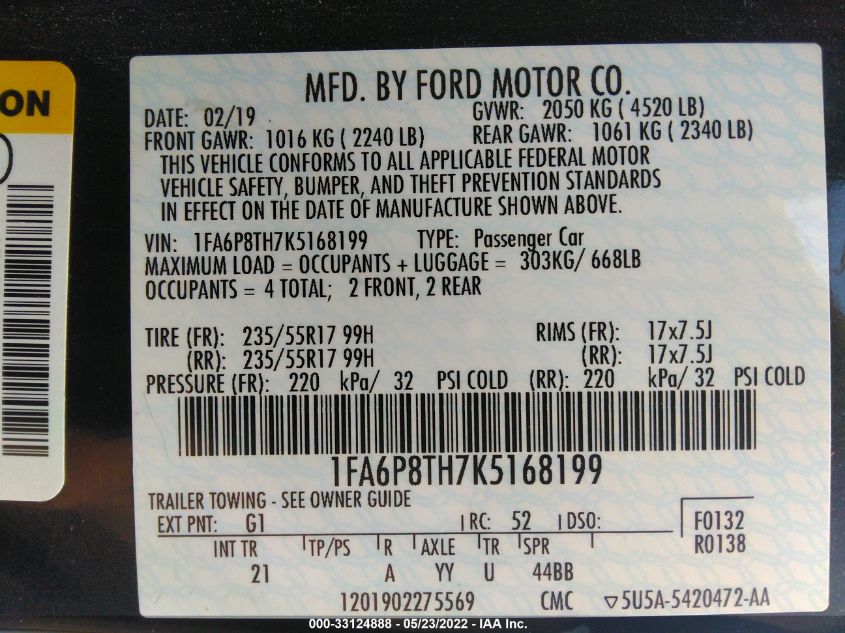 ON
MFD. BY FORD MOTOR CO.
DATE: 02/19 GVWR: 2050 KG ( 4520 LB)
FRONT GAWR: 1016 KG ( 2240 LB) REAR GAWR: 1061 KG ( 2340 LB)
THIS VEHICLE CONFORMS TO ALL APPLICABLE FEDERAL MOTOR
VEHICLE SAFETY, BUMPER, AND THEFT PREVENTION STANDARDS
IN EFFECT ON THE DATE OF MANUFACTURE SHOWN ABOVE.
VIN: 1FA6P8TH7K5168199 TYPE: Passenger Car
MAXIMUM LOAD = OCCUPANTS + LUGGAGE = 303KG/ 668LB
OCCUPANTS = 4 TOTAL; 2 FRONT, 2 REAR
TIRE (FR): 235/55R17 99H RIMS (FR): 17x7.5J
(RR): 235/55R17 99H (RR): 17x7.5J
PRESSURE (FR): 220 kPa/ 32 PSI COLD (RR): 220 kPa/ 32 PSI COLD
1FA6P8TH7K5168199
TRAILER TOWING - SEE OWNER GUIDE
EXT PNT: G1 RC: 52 DSO: F0132
INT TR TP/PS R AXLE TR SPR R0138
21 A YY U 44BB
1201902275569 CMC ▽5U5A-5420472-AA
000-33124888 - 05/23/2022 - IAA Inc.